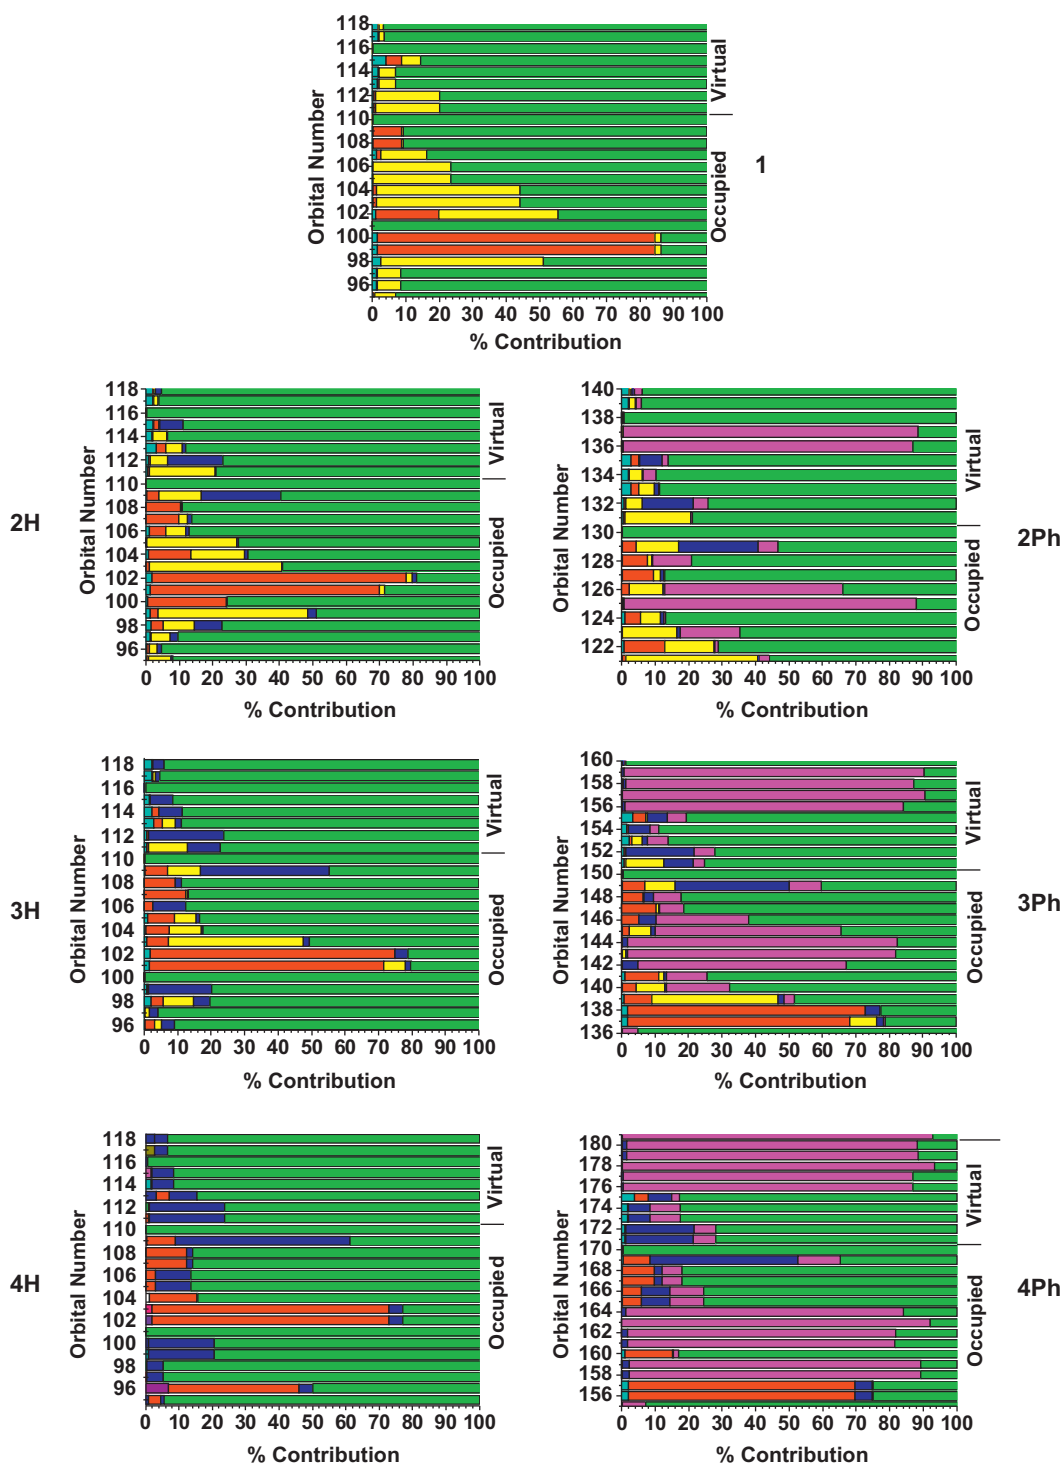 118
116
114
112
110
108
106
104
102
100
98
96
Orbital Number
Virtual
Occupied
1
0 10 20 30 40 50 60 70 80 90 100
% Contribution
2H
118
116
114
112
110
108
106
104
102
100
98
96
Orbital Number
Virtual
Occupied
0 10 20 30 40 50 60 70 80 90 100
% Contribution
140
138
136
134
132
130
128
126
124
122
Orbital Number
Virtual
Occupied
2Ph
0 10 20 30 40 50 60 70 80 90 100
% Contribution
3H
118
116
114
112
110
108
106
104
102
100
98
96
Orbital Number
Virtual
Occupied
0 10 20 30 40 50 60 70 80 90 100
% Contribution
160
158
156
154
152
150
148
146
144
142
140
138
136
Orbital Number
Virtual
Occupied
3Ph
0 10 20 30 40 50 60 70 80 90 100
% Contribution
4H
118
116
114
112
110
108
106
104
102
100
98
96
Orbital Number
Virtual
Occupied
0 10 20 30 40 50 60 70 80 90 100
% Contribution
180
178
176
174
172
170
168
166
164
162
160
158
156
Orbital Number
Virtual
Occupied
4Ph
0 10 20 30 40 50 60 70 80 90 100
% Contribution